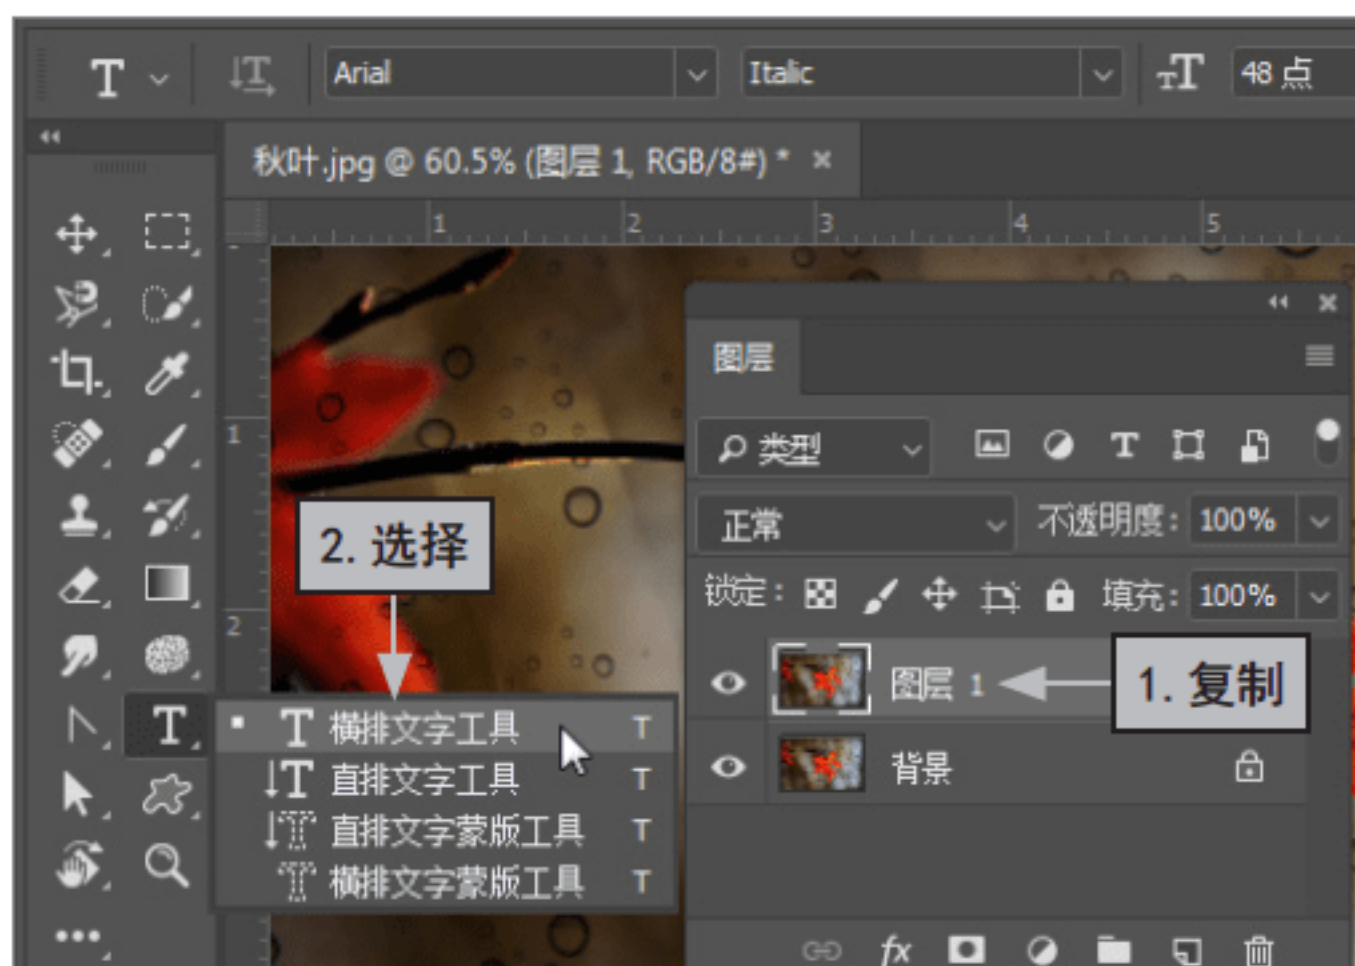 Arial
Italic
48 点
秋叶.jpg @ 60.5% (图层 1, RGB/8#) *
1 2 3 4 5
图层
类型
1
正常
不透明度: 100%
2. 选择
锁定:
填充: 100%
2
图层 1
1. 复制
横排文字工具 T
直排文字工具 T
背景
直排文字蒙版工具 T
横排文字蒙版工具 T
fx